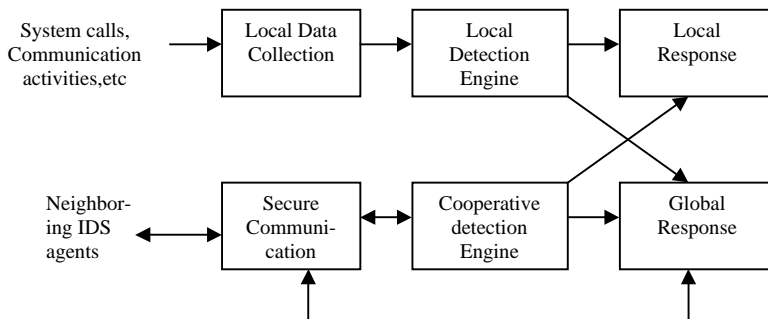 System calls,
Communication
activities,etc
Local Data
Collection
Local
Detection
Engine
Local
Response
Neighbor-
ing IDS
agents
Secure
Communi-
cation
Cooperative
detection
Engine
Global
Response